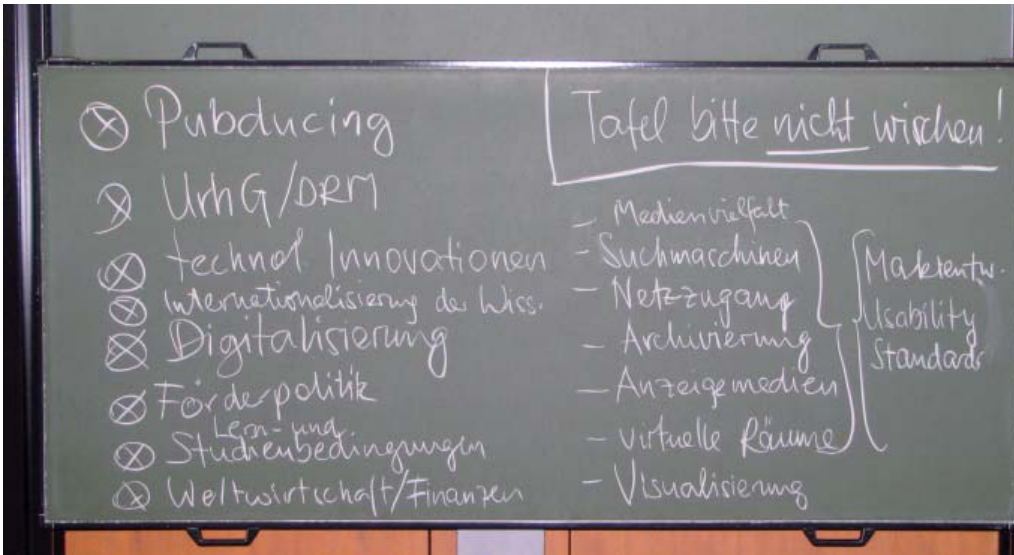 Pubducing
UrhG/DRM
technol. Innovationen
Internationalisierung der Wiss.
Digitalisierung
Förderpolitik
Lern- und
Studienbedingungen
Weltwirtschaft/Finanzen
Tafel bitte nicht wischen!
- Medienvielfalt
- Suchmaschinen
- Netzzugang
- Archivierung
- Anzeigemedien
- virtuelle Räume
- Visualisierung
Marktentw.
Usability
Standards